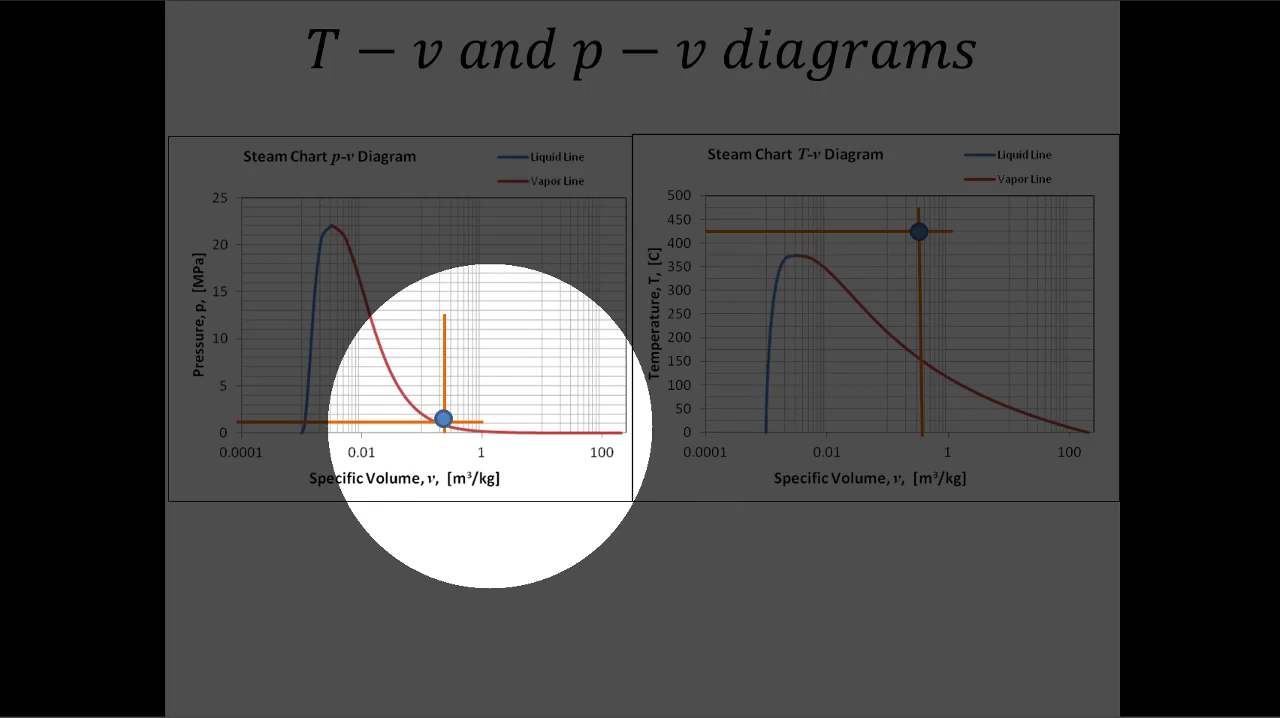 T − v and p − v diagrams
Steam Chart p-v Diagram
Liquid Line
Vapor Line
25
20
15
10
5
0
Pressure, p, [MPa]
0.0001
0.01
1
100
Specific Volume, v, [m³/kg]
Steam Chart T-v Diagram
Liquid Line
Vapor Line
500
450
400
350
300
250
200
150
100
50
0
Temperature, T, [C]
0.0001
0.01
1
100
Specific Volume, v, [m³/kg]